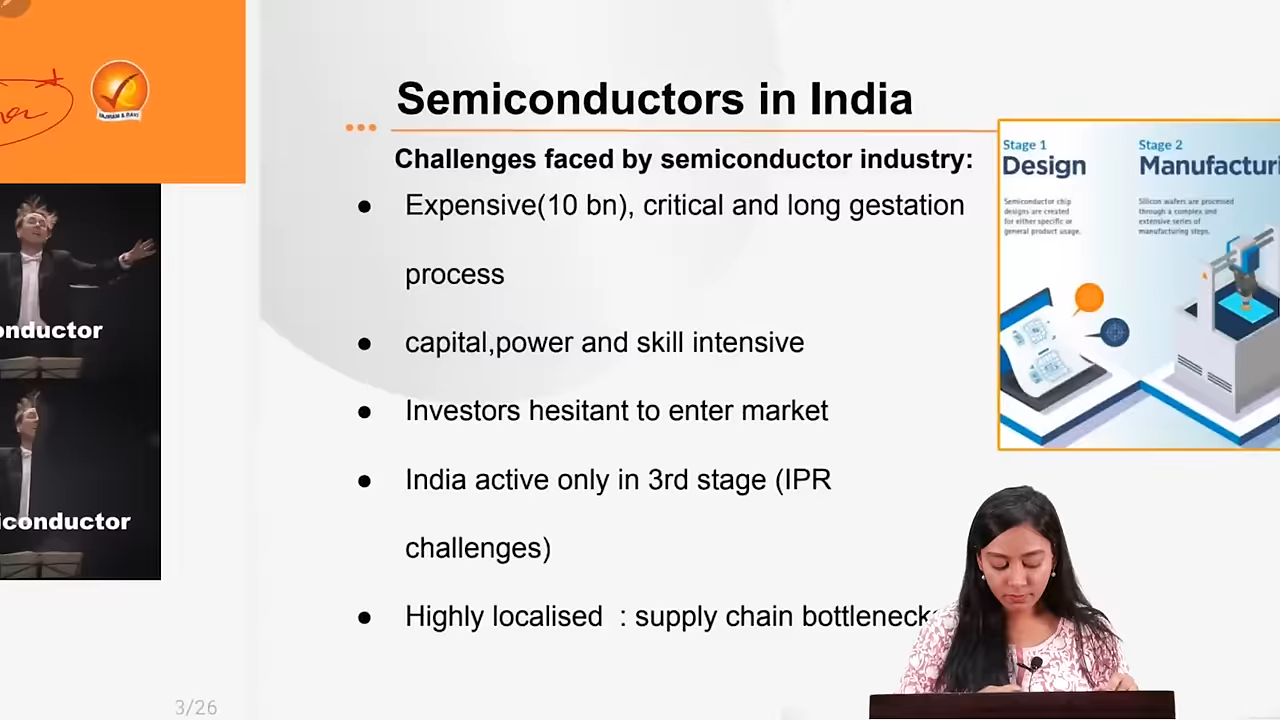 VAJIRAM & RAVI
Semiconductors in India
Challenges faced by semiconductor industry:
● Expensive(10 bn), critical and long gestation
process
● capital,power and skill intensive
● Investors hesitant to enter market
● India active only in 3rd stage (IPR
challenges)
● Highly localised : supply chain bottleneck
Stage 1
Design
Semiconductor chip
designs are created
for either specific or
general product usage.
Stage 2
Manufacturi
Silicon wafers are processed
through a complex and
extensive series of
manufacturing steps.
onductor
iconductor
3/26